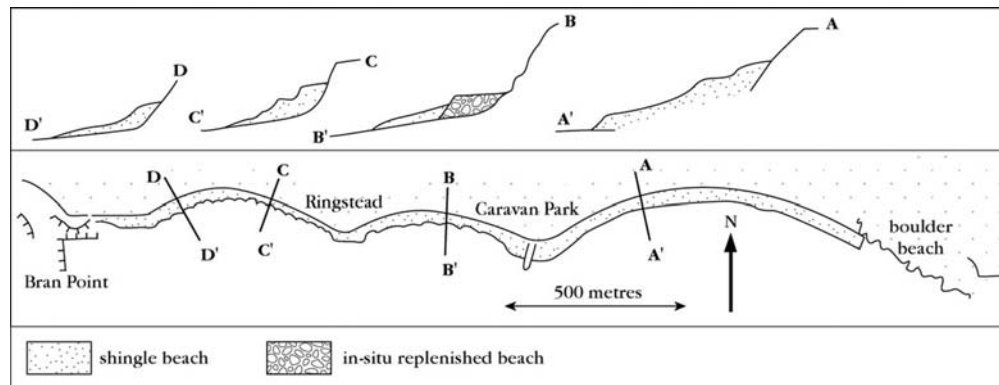 B
A
D
C
D'
C'
B'
A'
D
C
Ringstead
B
Caravan Park
A
boulder
beach
D'
C'
B'
A'
N
Bran Point
500 metres
shingle beach
in-situ replenished beach